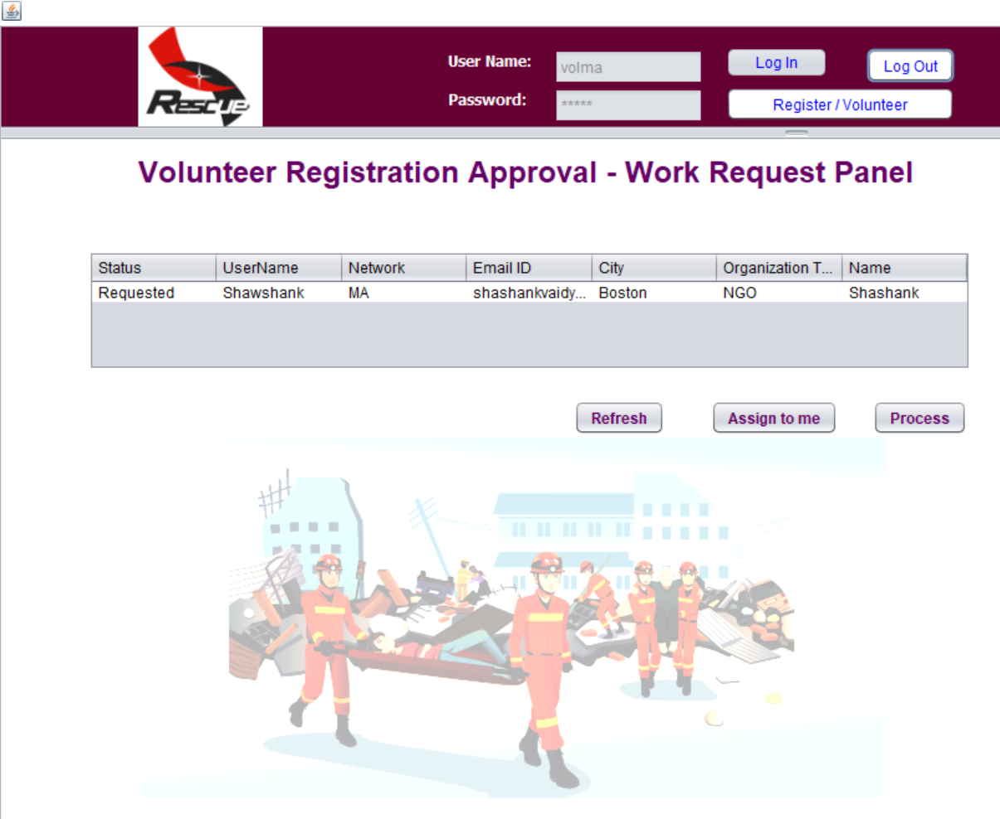 Rescue
User Name: volma Log In Log Out
Password: ***** Register / Volunteer
Volunteer Registration Approval - Work Request Panel
Status UserName Network Email ID City Organization T... Name
Requested Shawshank MA shashankvaidy... Boston NGO Shashank
Refresh Assign to me Process